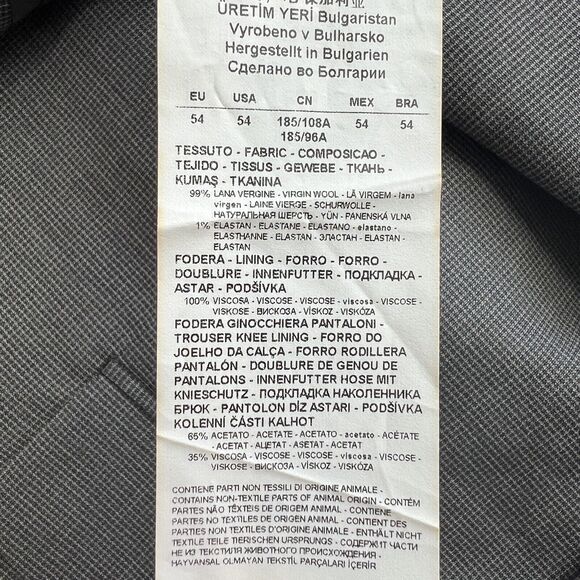 保加利亚
ÜRETİM YERİ Bulgaristan
Vyrobeno v Bulharsko
Hergestellt in Bulgarien
Сделано во Болгарии
EU USA CN MEX BRA
54 54 185/108A 54 54
185/96A
TESSUTO - FABRIC - COMPOSICAO -
TEJIDO - TISSUS - GEWEBE - ТКАНЬ -
KUMAŞ - TKANINA
99% LANA VERGINE - VIRGIN WOOL - LÃ VIRGEM - lana
virgen - LAINE VIERGE - SCHURWOLLE -
НАТУРАЛЬНАЯ ШЕРСТЬ - YÜN - PANENSKÁ VLNA
1% ELASTAN - ELASTANE - ELASTANO - elastano -
ELASTHANNE - ELASTAN - ЭЛАСТАН - ELASTAN -
ELASTAN
FODERA - LINING - FORRO - FORRO -
DOUBLURE - INNENFUTTER - ПОДКЛАДКА -
ASTAR - PODŠÍVKA
100% VISCOSA - VISCOSE - VISCOSE - viscosa - VISCOSE -
VISKOSE - ВИСКОЗА - VİSKOZ - VISKÓZA
FODERA GINOCCHIERA PANTALONI -
TROUSER KNEE LINING - FORRO DO
JOELHO DA CALÇA - FORRO RODILLERA
PANTALÓN - DOUBLURE DE GENOU DE
PANTALONS - INNENFUTTER HOSE MIT
KNIESCHUTZ - ПОДКЛАДКА НАКОЛЕННИКА
БРЮК - PANTOLON DİZ ASTARI - PODŠÍVKA
KOLENNÍ ČÁSTI KALHOT
65% ACETATO - ACETATE - ACETATO - acetato - ACÉTATE
- ACETAT - АЦЕТАТ - ASETAT - ACETÁT
35% VISCOSA - VISCOSE - VISCOSE - viscosa - VISCOSE -
VISKOSE - ВИСКОЗА - VİSKOZ - VISKÓZA
CONTIENE PARTI NON TESSILI DI ORIGINE ANIMALE -
CONTAINS NON-TEXTILE PARTS OF ANIMAL ORIGIN - CONTÉM
PARTES NÃO TÊXTEIS DE ORIGEM ANIMAL - CONTIENE
PARTES NO TEXTILES DE ORIGEN ANIMAL - CONTIENT DES
PARTIES NON TEXTILES D'ORIGINE ANIMALE - ENTHÄLT NICHT
TEXTILE TEILE TIERISCHEN URSPRUNGS - СОДЕРЖИТ ЧАСТИ
НЕ ИЗ ТЕКСТИЛЯ ЖИВОТНОГО ПРОИСХОЖДЕНИЯ -
HAYVANSAL OLMAYAN TEKSTİL PARÇALARI İÇERİR